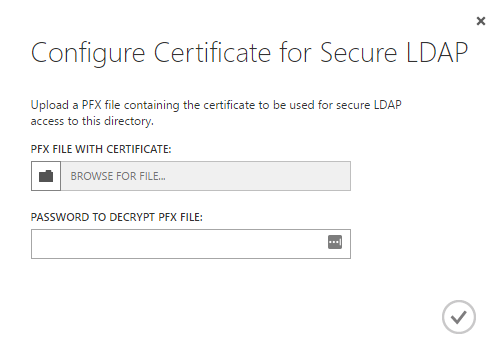 Configure Certificate for Secure LDAP
Upload a PFX file containing the certificate to be used for secure LDAP
access to this directory.
PFX FILE WITH CERTIFICATE:
BROWSE FOR FILE...
PASSWORD TO DECRYPT PFX FILE: